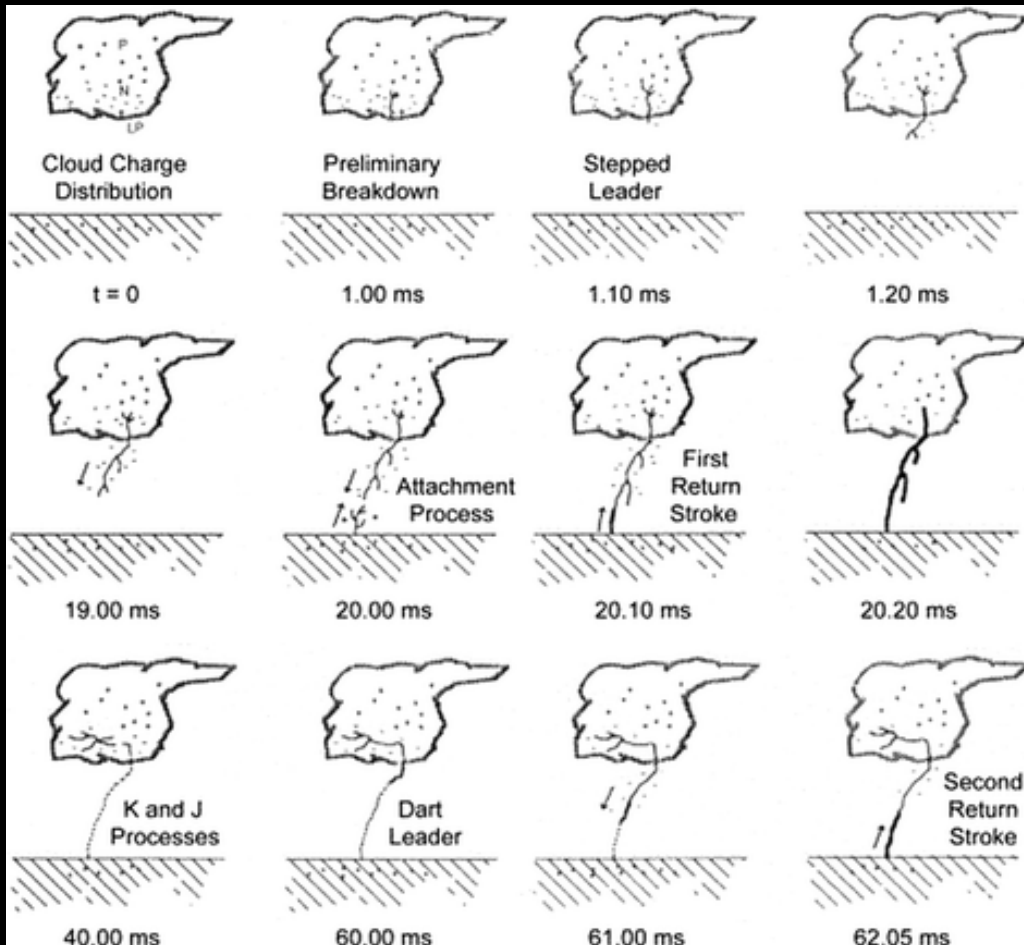 P
N
LP
Cloud Charge
Distribution
t = 0
Preliminary
Breakdown
1.00 ms
Stepped
Leader
1.10 ms
1.20 ms
19.00 ms
Attachment
Process
20.00 ms
First
Return
Stroke
20.10 ms
20.20 ms
K and J
Processes
40.00 ms
Dart
Leader
60.00 ms
61.00 ms
Second
Return
Stroke
62.05 ms